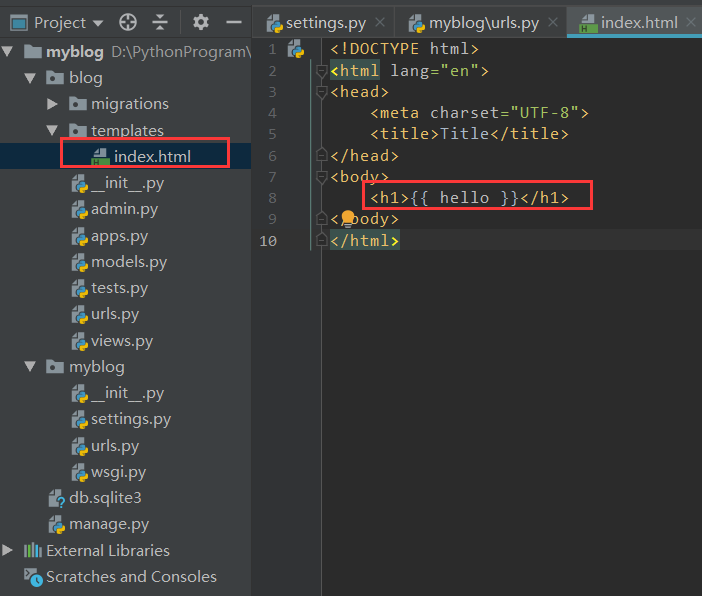 Project
myblog D:\PythonProgram\
blog
migrations
templates
index.html
__init__.py
admin.py
apps.py
models.py
tests.py
urls.py
views.py
myblog
__init__.py
settings.py
urls.py
wsgi.py
db.sqlite3
manage.py
External Libraries
Scratches and Consoles
settings.py myblog\urls.py index.html
1 <!DOCTYPE html>
2 <html lang="en">
3 <head>
4 <meta charset="UTF-8">
5 <title>Title</title>
6 </head>
7 <body>
8 <h1>{{ hello }}</h1>
9 </body>
10 </html>